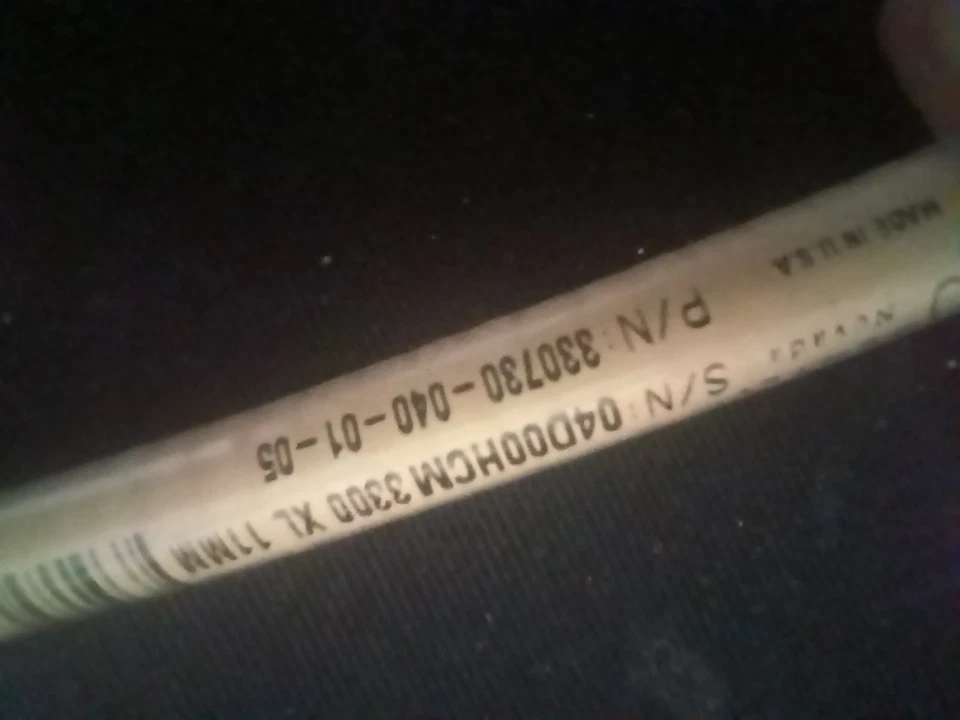 MADE IN U.S.A
P/N: 330730-040-01-05
S/N: 04D00HCM 3300 XL 11MM